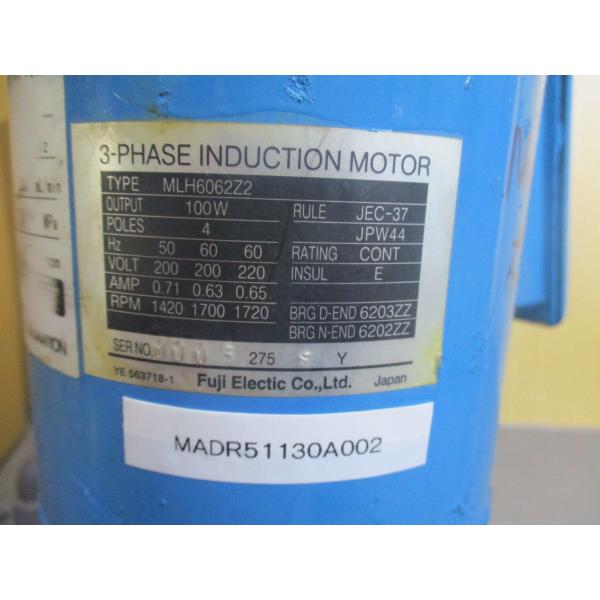 3-PHASE INDUCTION MOTOR
TYPE MLH6062Z2
OUTPUT 100W RULE JEC-37
POLES 4 JPW44
Hz 50 60 60 RATING CONT
VOLT 200 200 220 INSUL E
AMP 0.71 0.63 0.65
RPM 1420 1700 1720 BRG D-END 6203ZZ
BRG N-END 6202ZZ
SER NO. 275 S Y
YE 563718-1 Fuji Electic Co.,Ltd. Japan
MADR51130A002
MPa